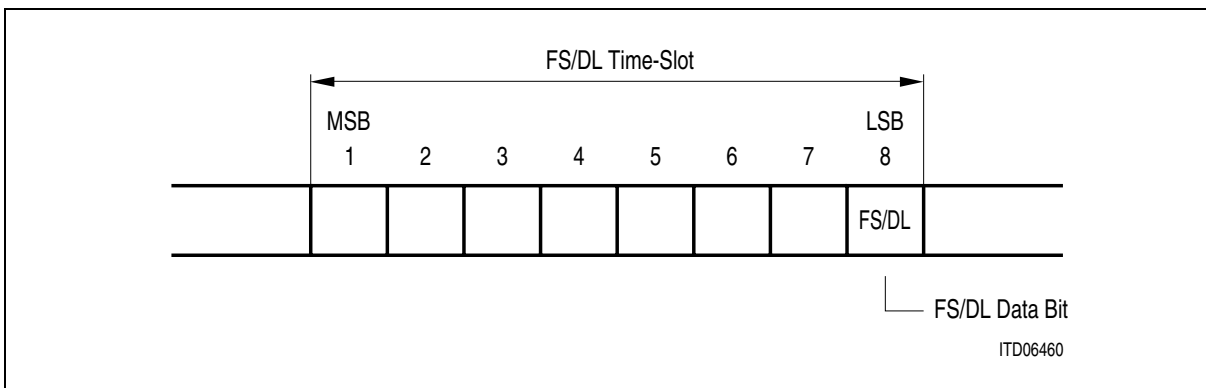 FS/DL Time-Slot
MSB LSB
1 2 3 4 5 6 7 8
FS/DL
FS/DL Data Bit
ITD06460